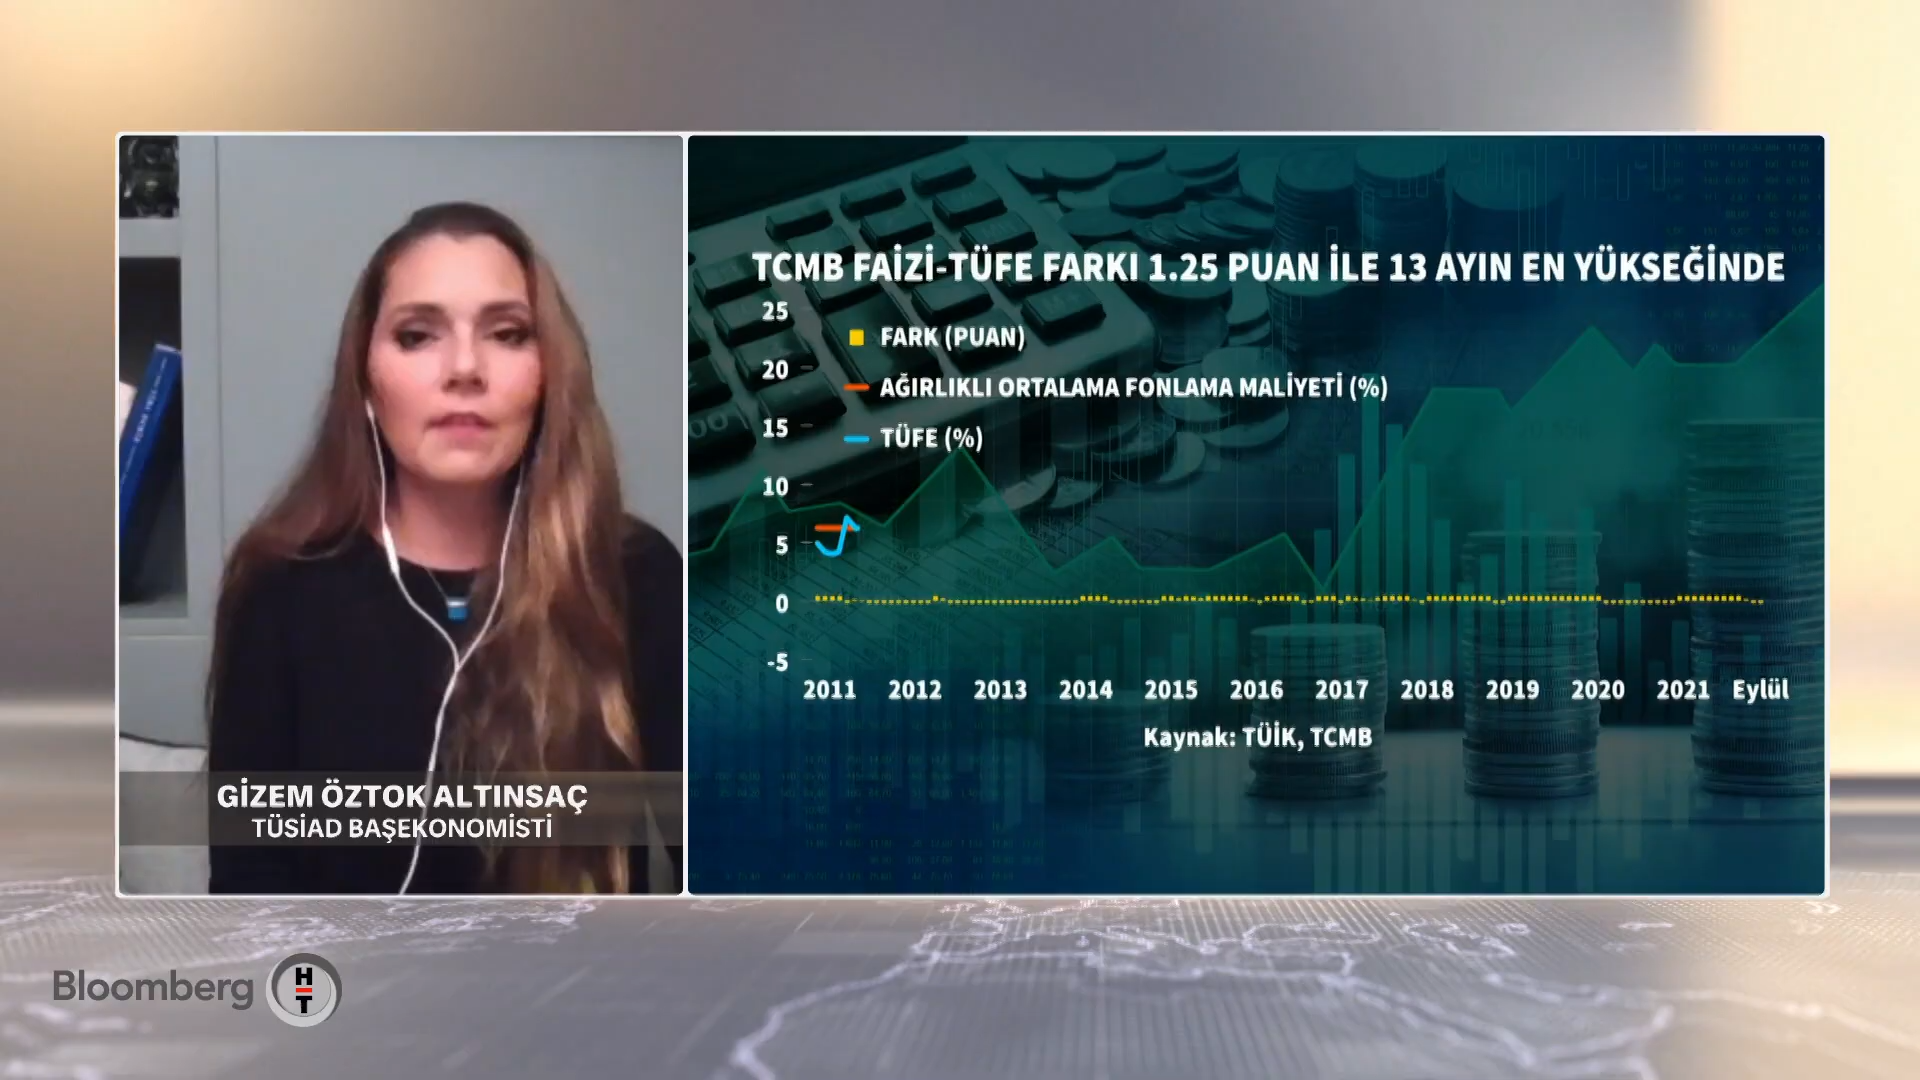 GİZEM ÖZTOK ALTINSAÇ
TÜSİAD BAŞEKONOMİSTİ
TCMB FAİZİ-TÜFE FARKI 1.25 PUAN İLE 13 AYIN EN YÜKSEĞİNDE
25
20
15
10
5
0
-5
FARK (PUAN)
AĞIRLIKLI ORTALAMA FONLAMA MALİYETİ (%)
TÜFE (%)
2011 2012 2013 2014 2015 2016 2017 2018 2019 2020 2021 Eylül
Kaynak: TÜİK, TCMB
Bloomberg HT